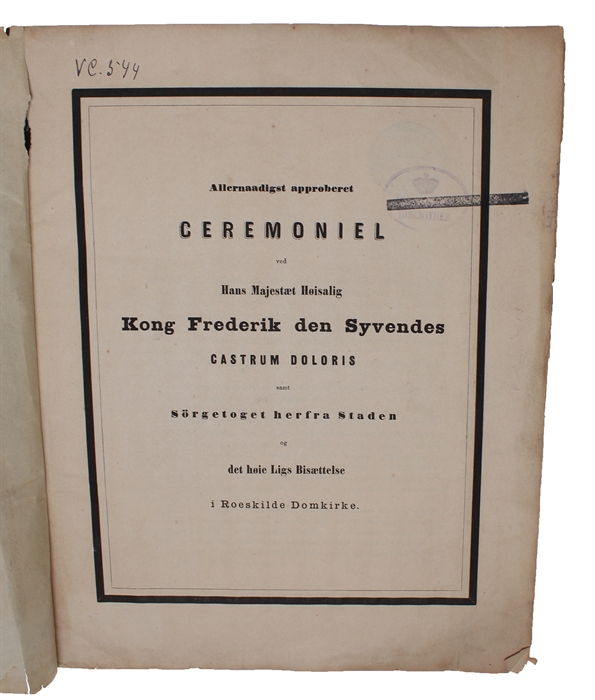 VC. 544
Allernaadigst approberet
CEREMONIEL
ved
Hans Majestæt Høisalig
Kong Frederik den Syvendes
CASTRUM DOLORIS
samt
Sörgetoget herfra Staden
og
det høie Ligs Bisættelse
i Roeskilde Domkirke.